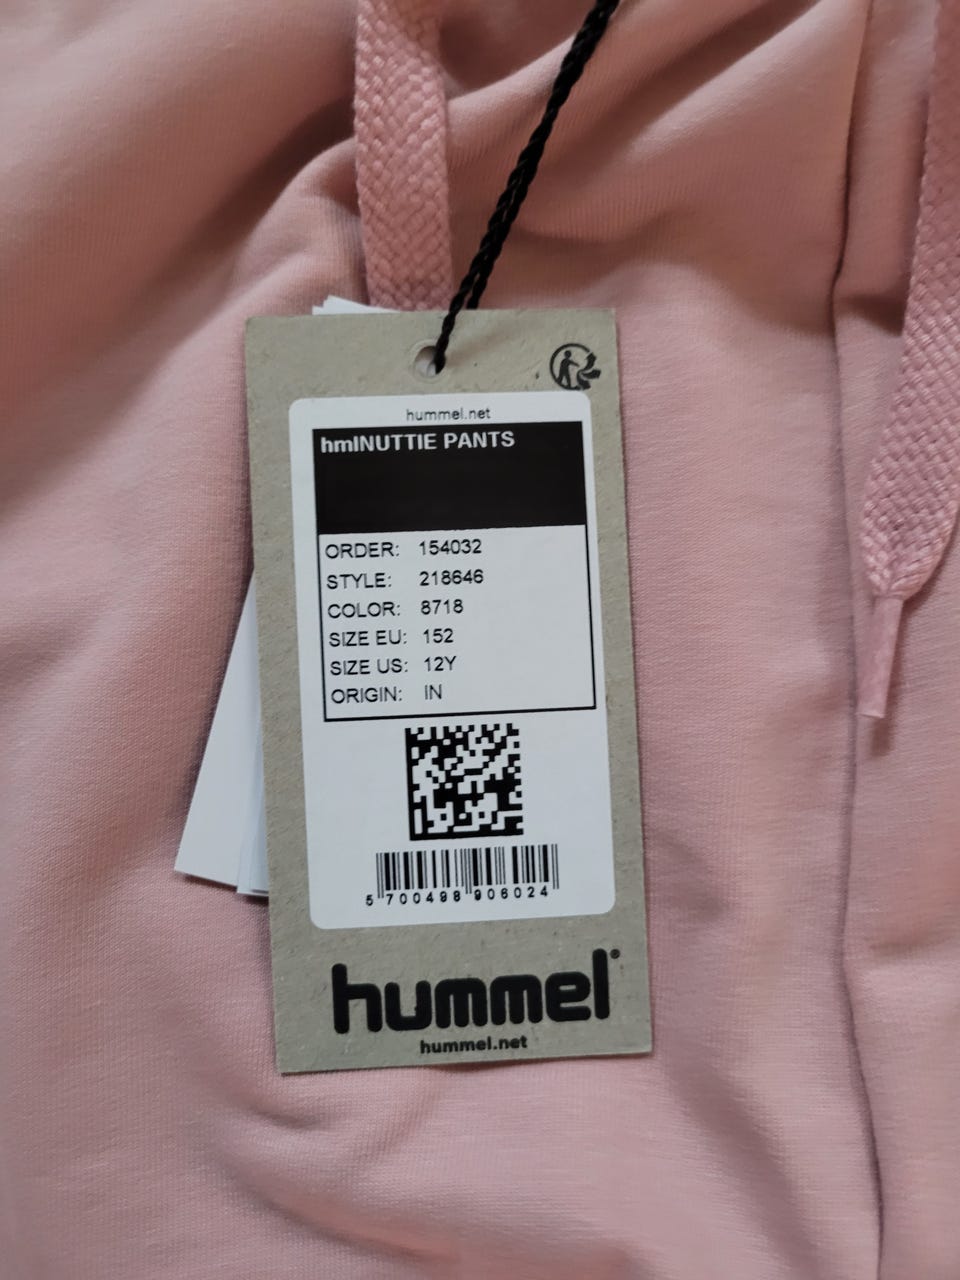 hummel.net
hmlNUTTIE PANTS
ORDER: 154032
STYLE: 218646
COLOR: 8718
SIZE EU: 152
SIZE US: 12Y
ORIGIN: IN
5 700498 906024
hummel®
hummel.net